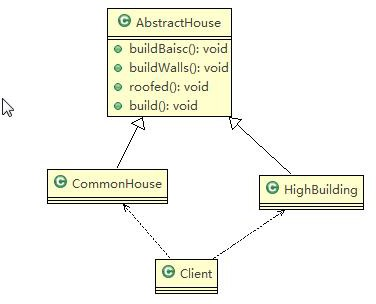 C AbstractHouse
buildBaisc(): void
buildWalls(): void
roofed(): void
build(): void
C CommonHouse
C HighBuilding
C Client